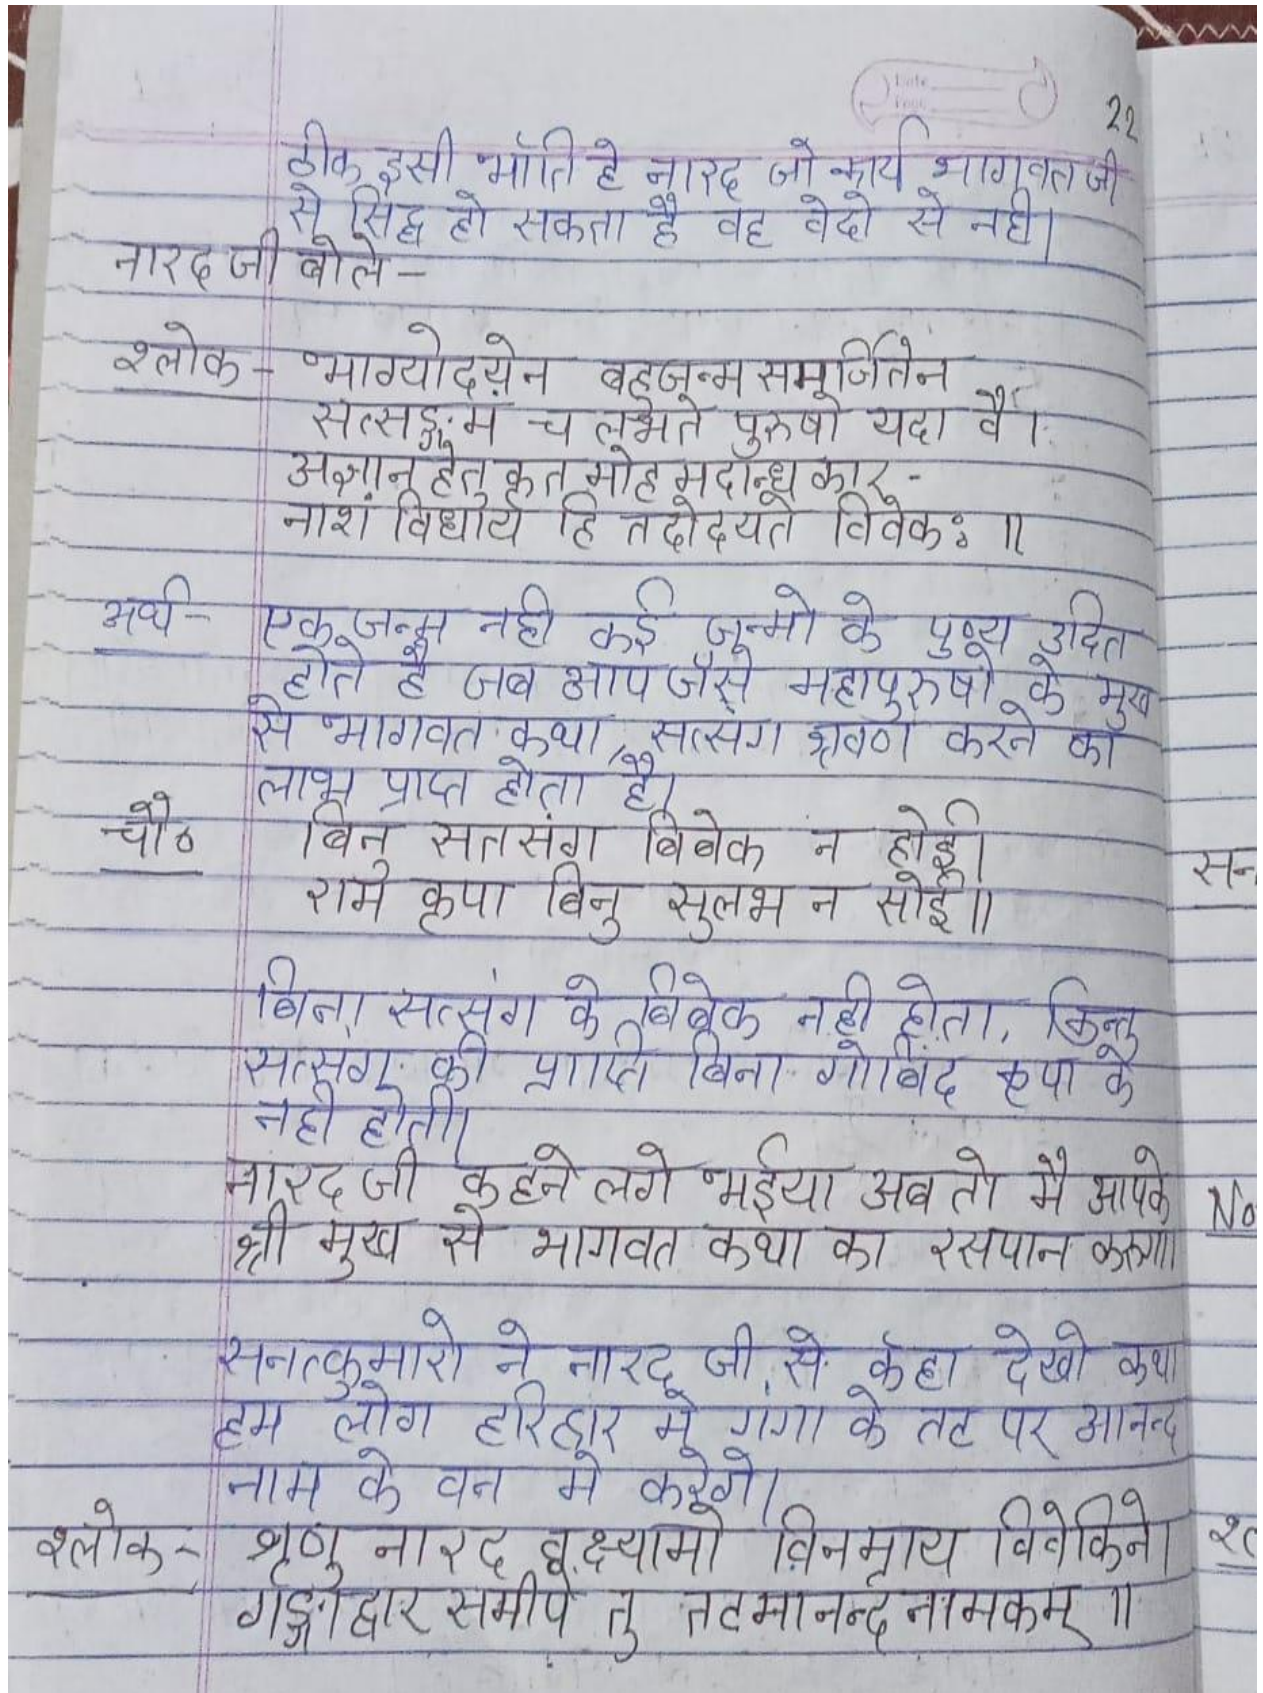 22
ठीक इसी भाँति हे नारद जो कार्य भागवत जी
से सिद्ध हो सकता है वह वेदो से नही।
नारद जी बोले -
श्लोक - भाग्योदयेन बहुजन्म समर्जितेन
सत्सङ्गम च लभते पुरुषो यदा वै।
अज्ञान हेतु कृत मोह मदान्ध कार -
नाशं विधाय हि तदोदयते विवेकः ॥
अर्थ - एक जन्म नही कई जन्मो के पुण्य उदित
होते है जब आप जैसे महापुरुषो के मुख
से भागवत कथा, सत्संग श्रवण करने का
लाभ प्राप्त होता है।
चौ० बिनु सतसंग बिबेक न होई।
राम कृपा बिनु सुलभ न सोई॥
बिना सत्संग के बिबेक नही होता, किन्तु
सत्संग की प्राप्ति बिना गोबिंद कृपा के
नही होती।
नारद जी कहने लगे भईया अब तो मै आपके
श्री मुख से भागवत कथा का रसपान करुगा।
सनत्कुमारो ने नारद जी से कहा देखो कथा
हम लोग हरिद्वार मे गंगा के तट पर आनन्द
नाम के वन मे करेगे।
श्लोक - श्रृणु नारद वक्ष्यामो विनम्राय विवेकिने।
गङ्गाद्वार समीपे तु तटमानन्द नामकम् ॥
सन
No